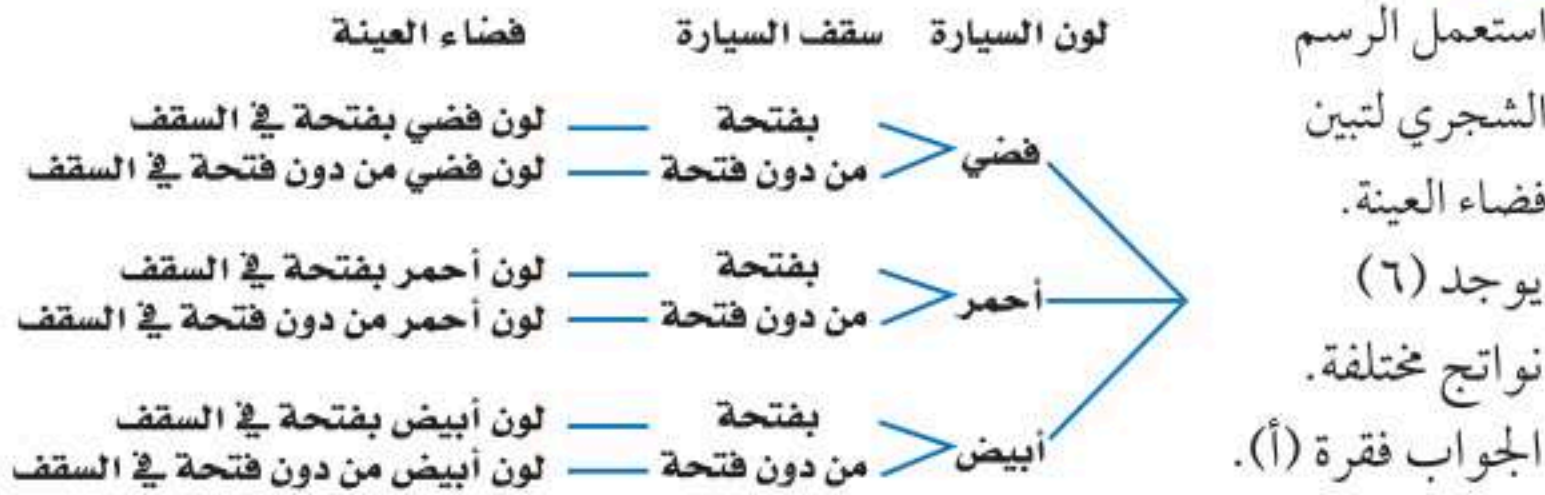 استعمل الرسم
الشجري لتبين
فضاء العينة.
يوجد (٦)
نواتج مختلفة.
الجواب فقرة (أ).
لون السيارة سقف السيارة فضاء العينة
فضي
بفتحة لون فضي بفتحة في السقف
من دون فتحة لون فضي من دون فتحة في السقف
أحمر
بفتحة لون أحمر بفتحة في السقف
من دون فتحة لون أحمر من دون فتحة في السقف
أبيض
بفتحة لون أبيض بفتحة في السقف
من دون فتحة لون أبيض من دون فتحة في السقف